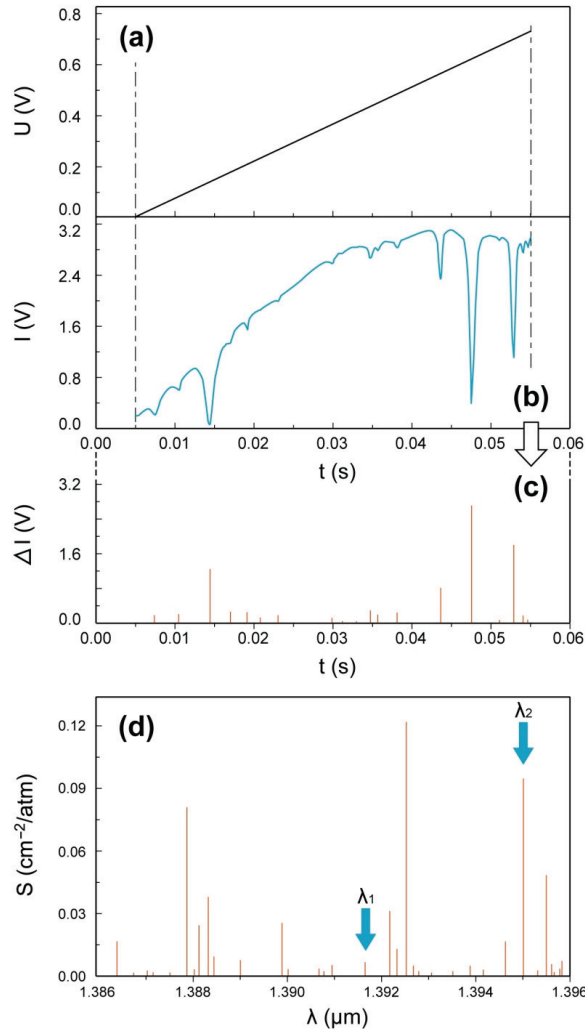 (a)
U (V)
0.8
0.6
0.4
0.2
0.0
I (V)
3.2
2.4
1.6
0.8
0.0
(b)
0.00 0.01 0.02 0.03 0.04 0.05 0.06
t (s)
(c)
Δ I (V)
3.2
1.6
0.0
0.00 0.01 0.02 0.03 0.04 0.05 0.06
t (s)
(d)
S (cm⁻²/atm)
0.12
0.09
0.06
0.03
0.00
λ₁
λ₂
1.386 1.388 1.390 1.392 1.394 1.396
λ (μm)